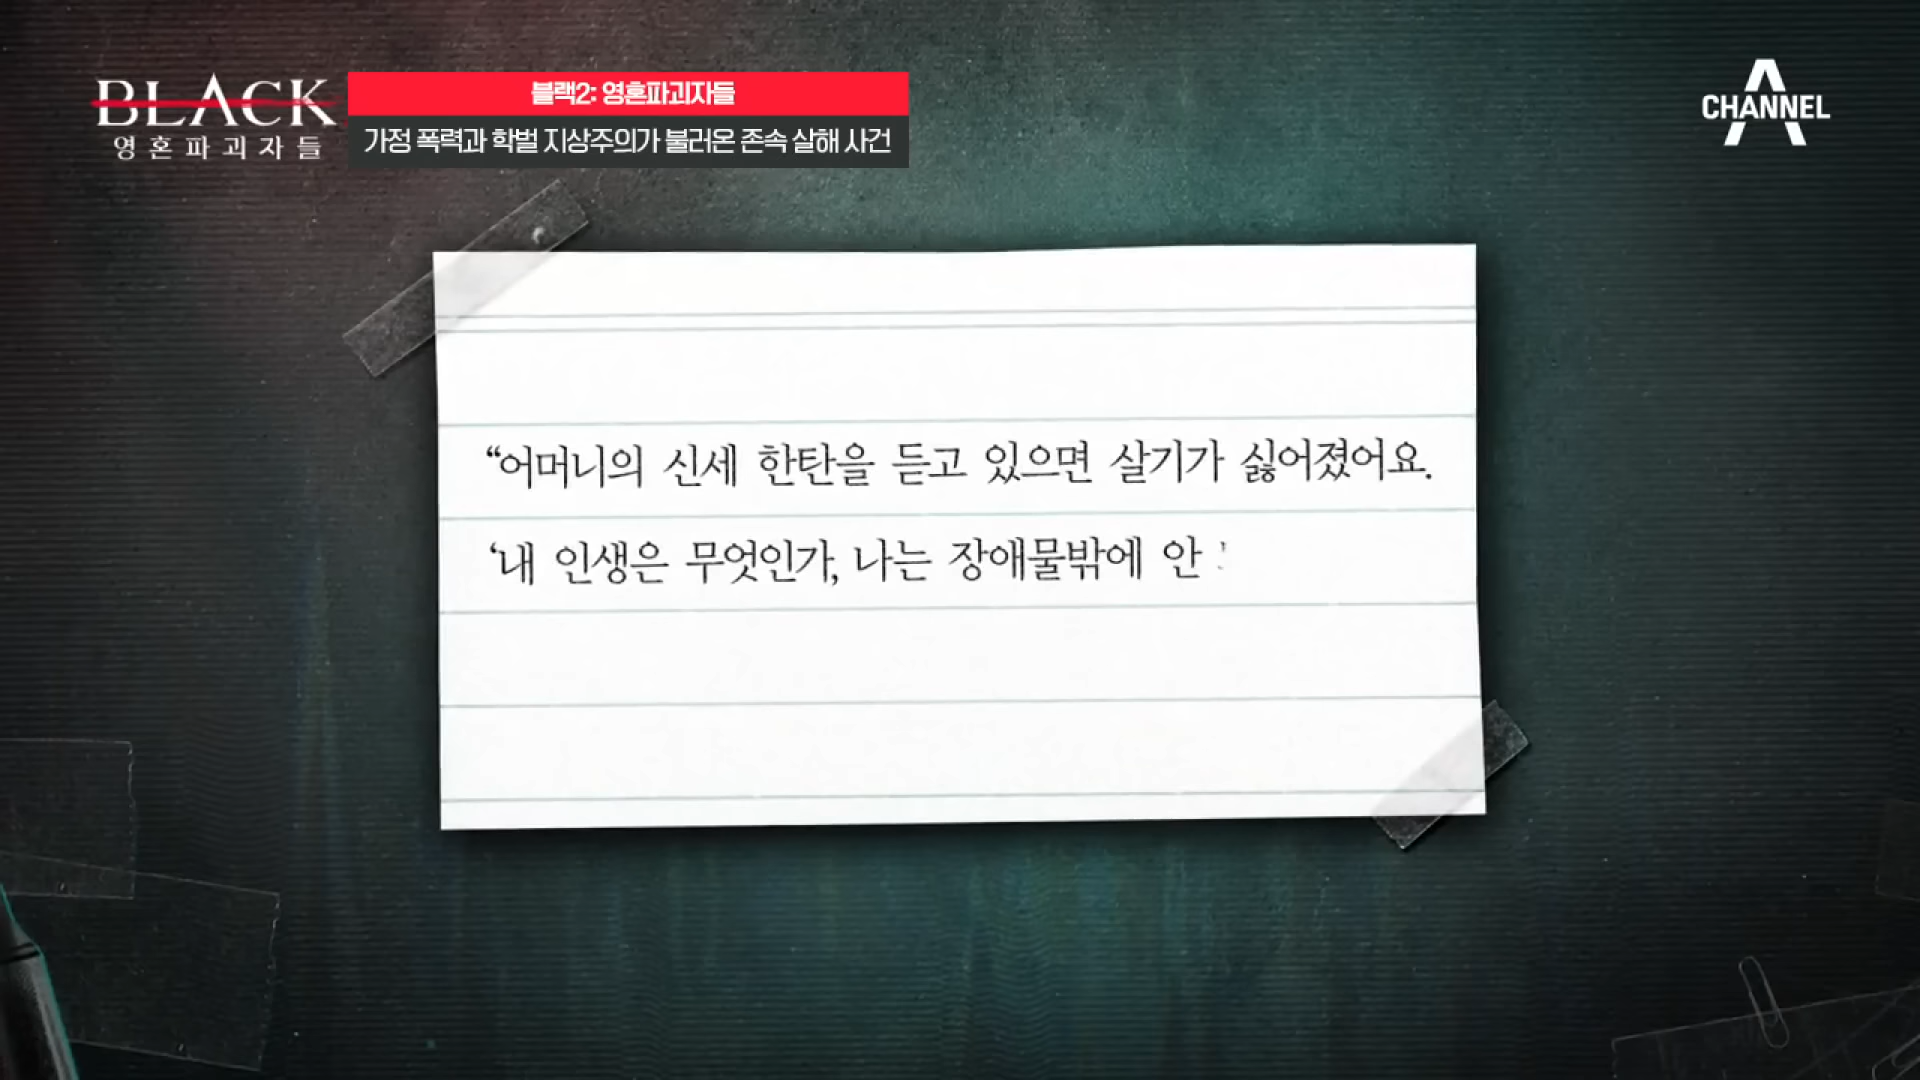 BLACK
영혼파괴자들
블랙2: 영혼파괴자들
가정 폭력과 학벌 지상주의가 불러온 존속 살해 사건
CHANNEL A
“어머니의 신세 한탄을 듣고 있으면 살기가 싫어졌어요.
‘내 인생은 무엇인가, 나는 장애물밖에 안